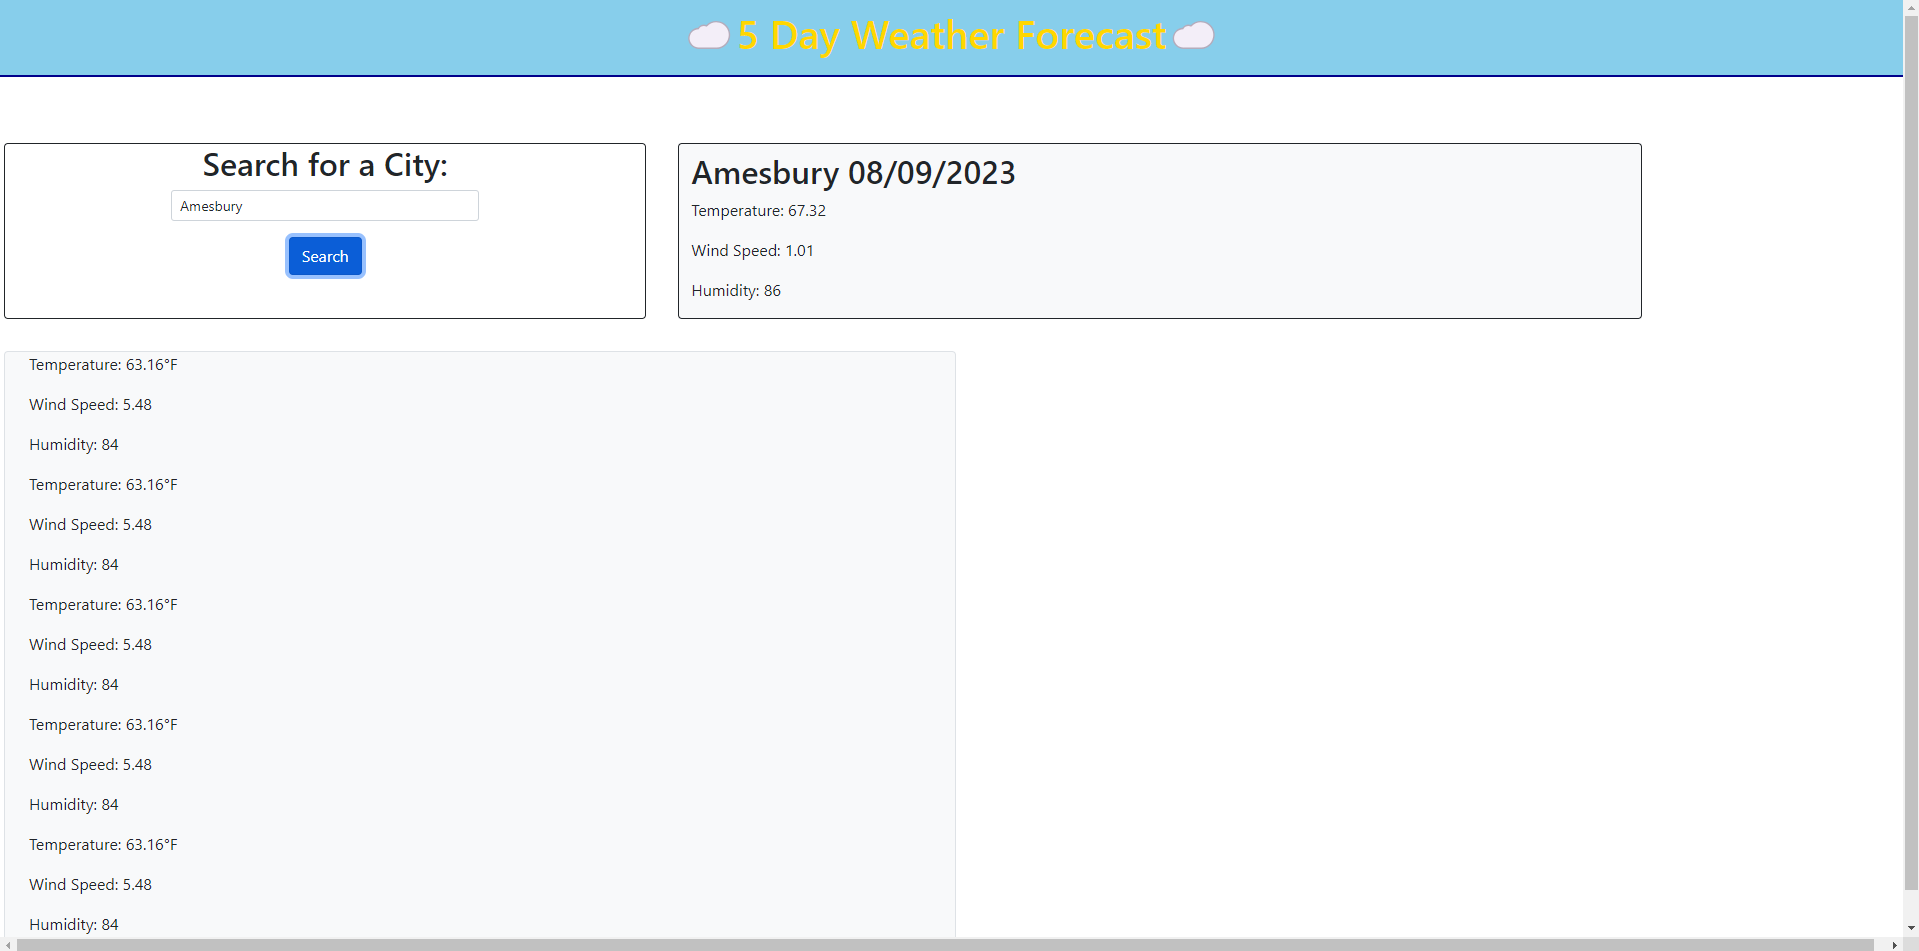 5 Day Weather Forecast
Search for a City:
Amesbury
Search
Amesbury 08/09/2023
Temperature: 67.32
Wind Speed: 1.01
Humidity: 86
Temperature: 63.16°F
Wind Speed: 5.48
Humidity: 84
Temperature: 63.16°F
Wind Speed: 5.48
Humidity: 84
Temperature: 63.16°F
Wind Speed: 5.48
Humidity: 84
Temperature: 63.16°F
Wind Speed: 5.48
Humidity: 84
Temperature: 63.16°F
Wind Speed: 5.48
Humidity: 84